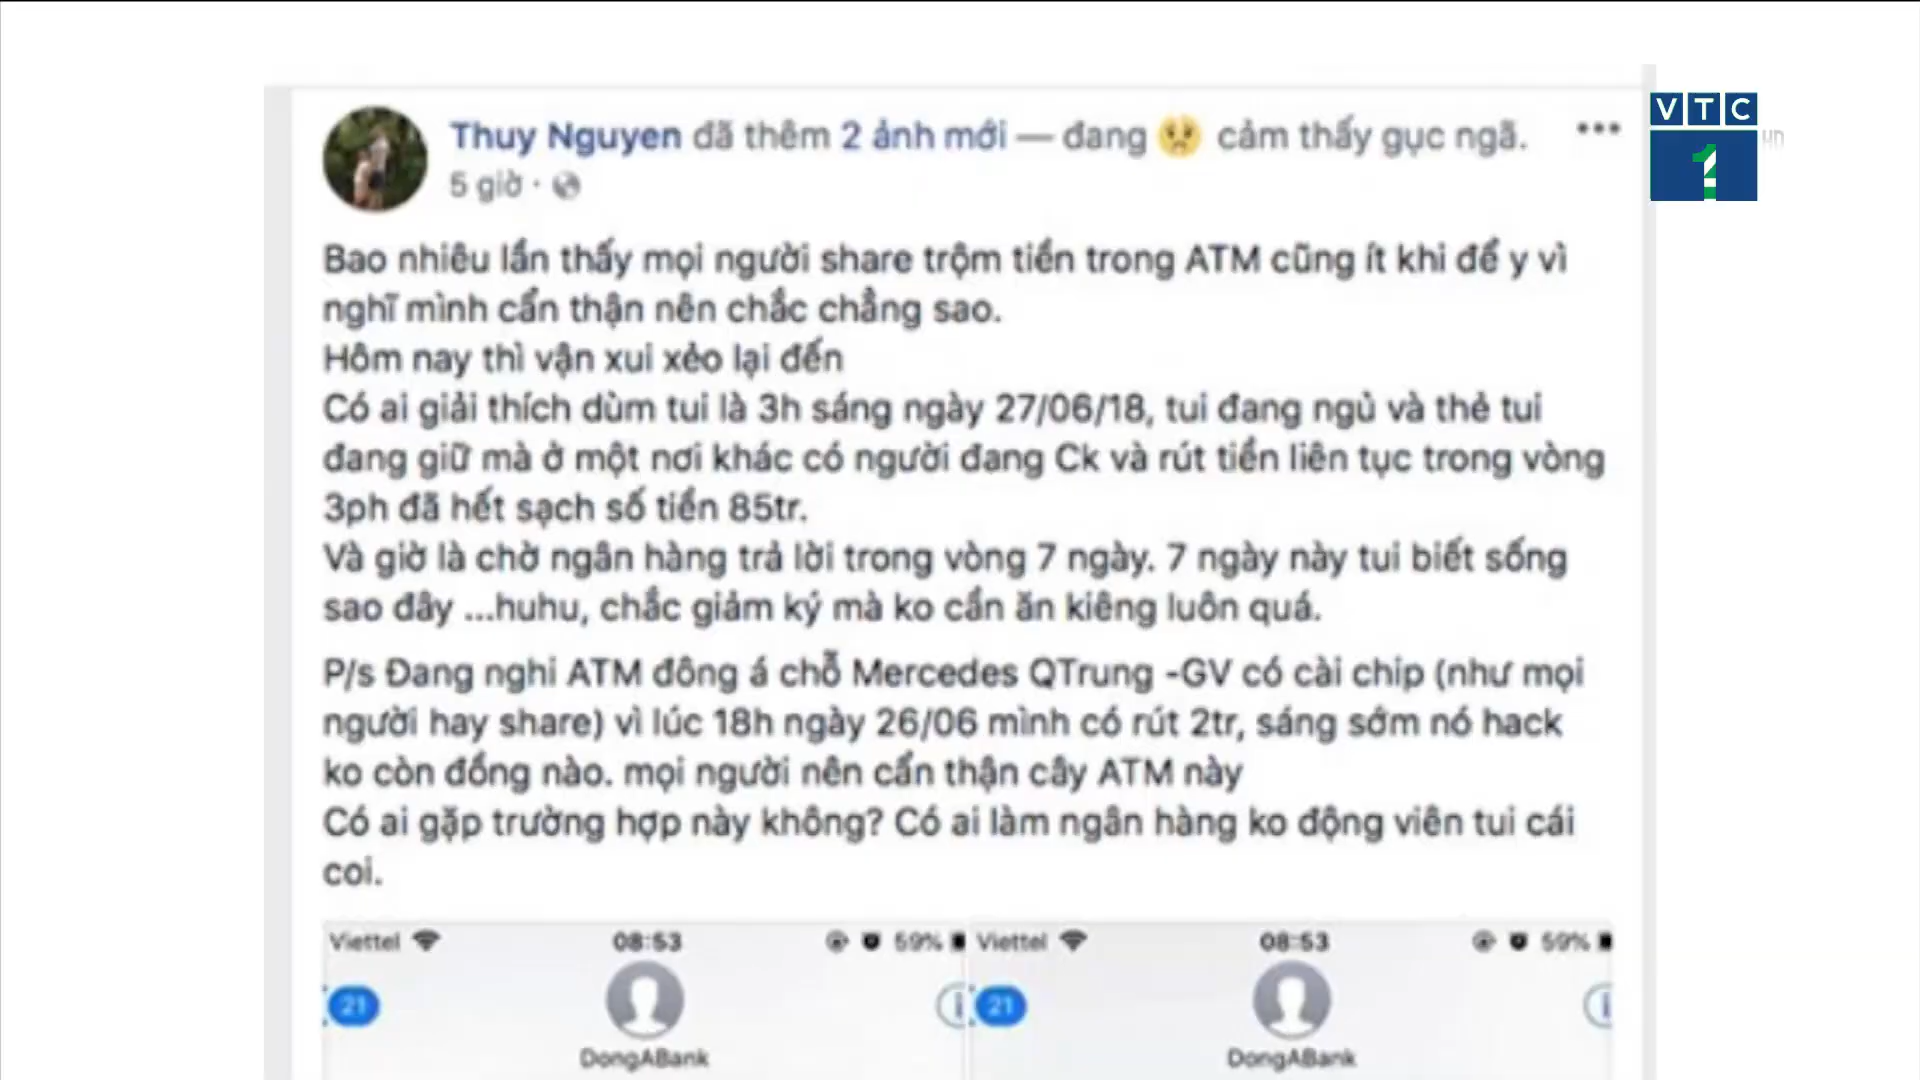 VTC
1
Thuy Nguyen đã thêm 2 ảnh mới — đang 😟 cảm thấy gục ngã.
5 giờ ·
Bao nhiêu lần thấy mọi người share trộm tiền trong ATM cũng ít khi để y vì
nghĩ mình cẩn thận nên chắc chẳng sao.
Hôm nay thì vận xui xẻo lại đến
Có ai giải thích dùm tui là 3h sáng ngày 27/06/18, tui đang ngủ và thẻ tui
đang giữ mà ở một nơi khác có người đang Ck và rút tiền liên tục trong vòng
3ph đã hết sạch số tiền 85tr.
Và giờ là chờ ngân hàng trả lời trong vòng 7 ngày. 7 ngày này tui biết sống
sao đây ...huhu, chắc giảm ký mà ko cần ăn kiêng luôn quá.
P/s Đang nghi ATM đông á chỗ Mercedes QTrung -GV có cài chip (như mọi
người hay share) vì lúc 18h ngày 26/06 mình có rút 2tr, sáng sớm nó hack
ko còn đồng nào. mọi người nên cẩn thận cây ATM này
Có ai gặp trường hợp này không? Có ai làm ngân hàng ko động viên tui cái
coi.
Viettel 08:53 59% Viettel 08:53 59%
21 21
DongABank DongABank